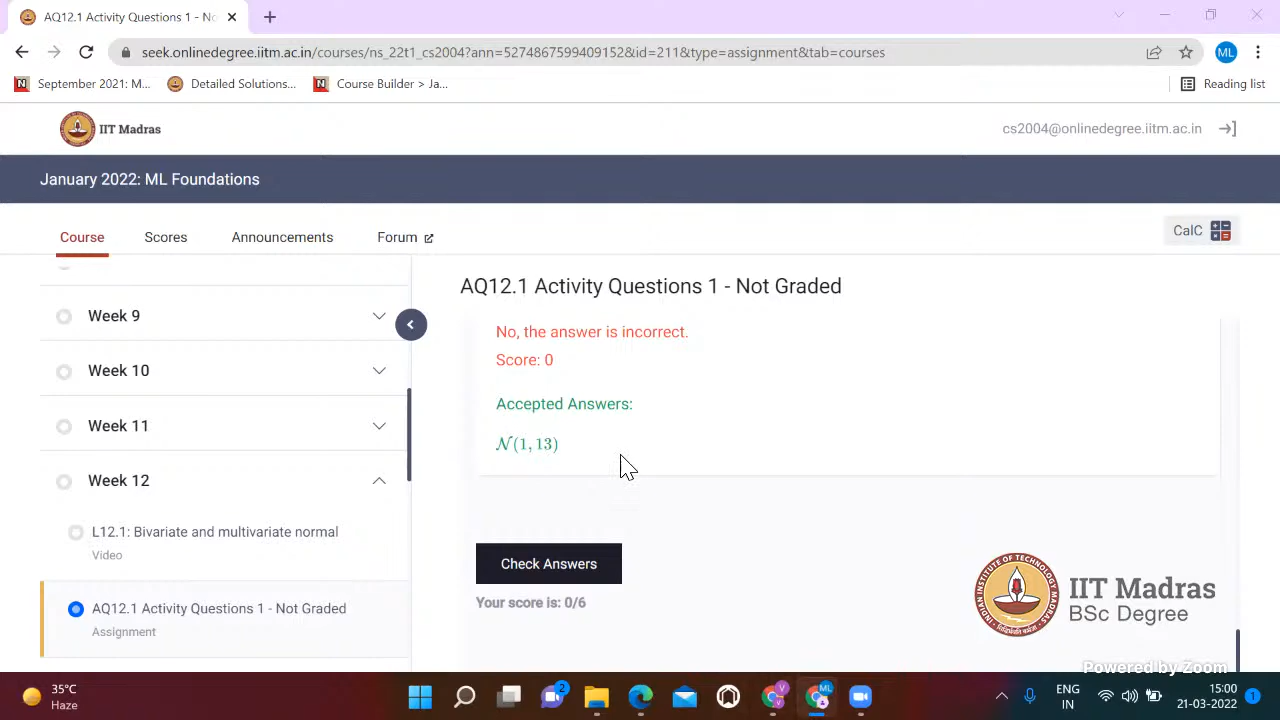 AQ12.1 Activity Questions 1 - No
seek.onlinedegree.iitm.ac.in/courses/ns_22t1_cs2004?ann=5274867599409152&id=211&type=assignment&tab=courses
ML
September 2021: M...
Detailed Solutions...
Course Builder > Ja...
Reading list
IIT Madras
cs2004@onlinedegree.iitm.ac.in
January 2022: ML Foundations
Course
Scores
Announcements
Forum
CalC
AQ12.1 Activity Questions 1 - Not Graded
Week 9
Week 10
Week 11
Week 12
L12.1: Bivariate and multivariate normal
Video
AQ12.1 Activity Questions 1 - Not Graded
Assignment
No, the answer is incorrect.
Score: 0
Accepted Answers:
𝒩(1, 13)
Check Answers
Your score is: 0/6
IIT Madras
BSc Degree
Powered by Zoom
35°C
Haze
2
ML
ENG
IN
15:00
21-03-2022
1